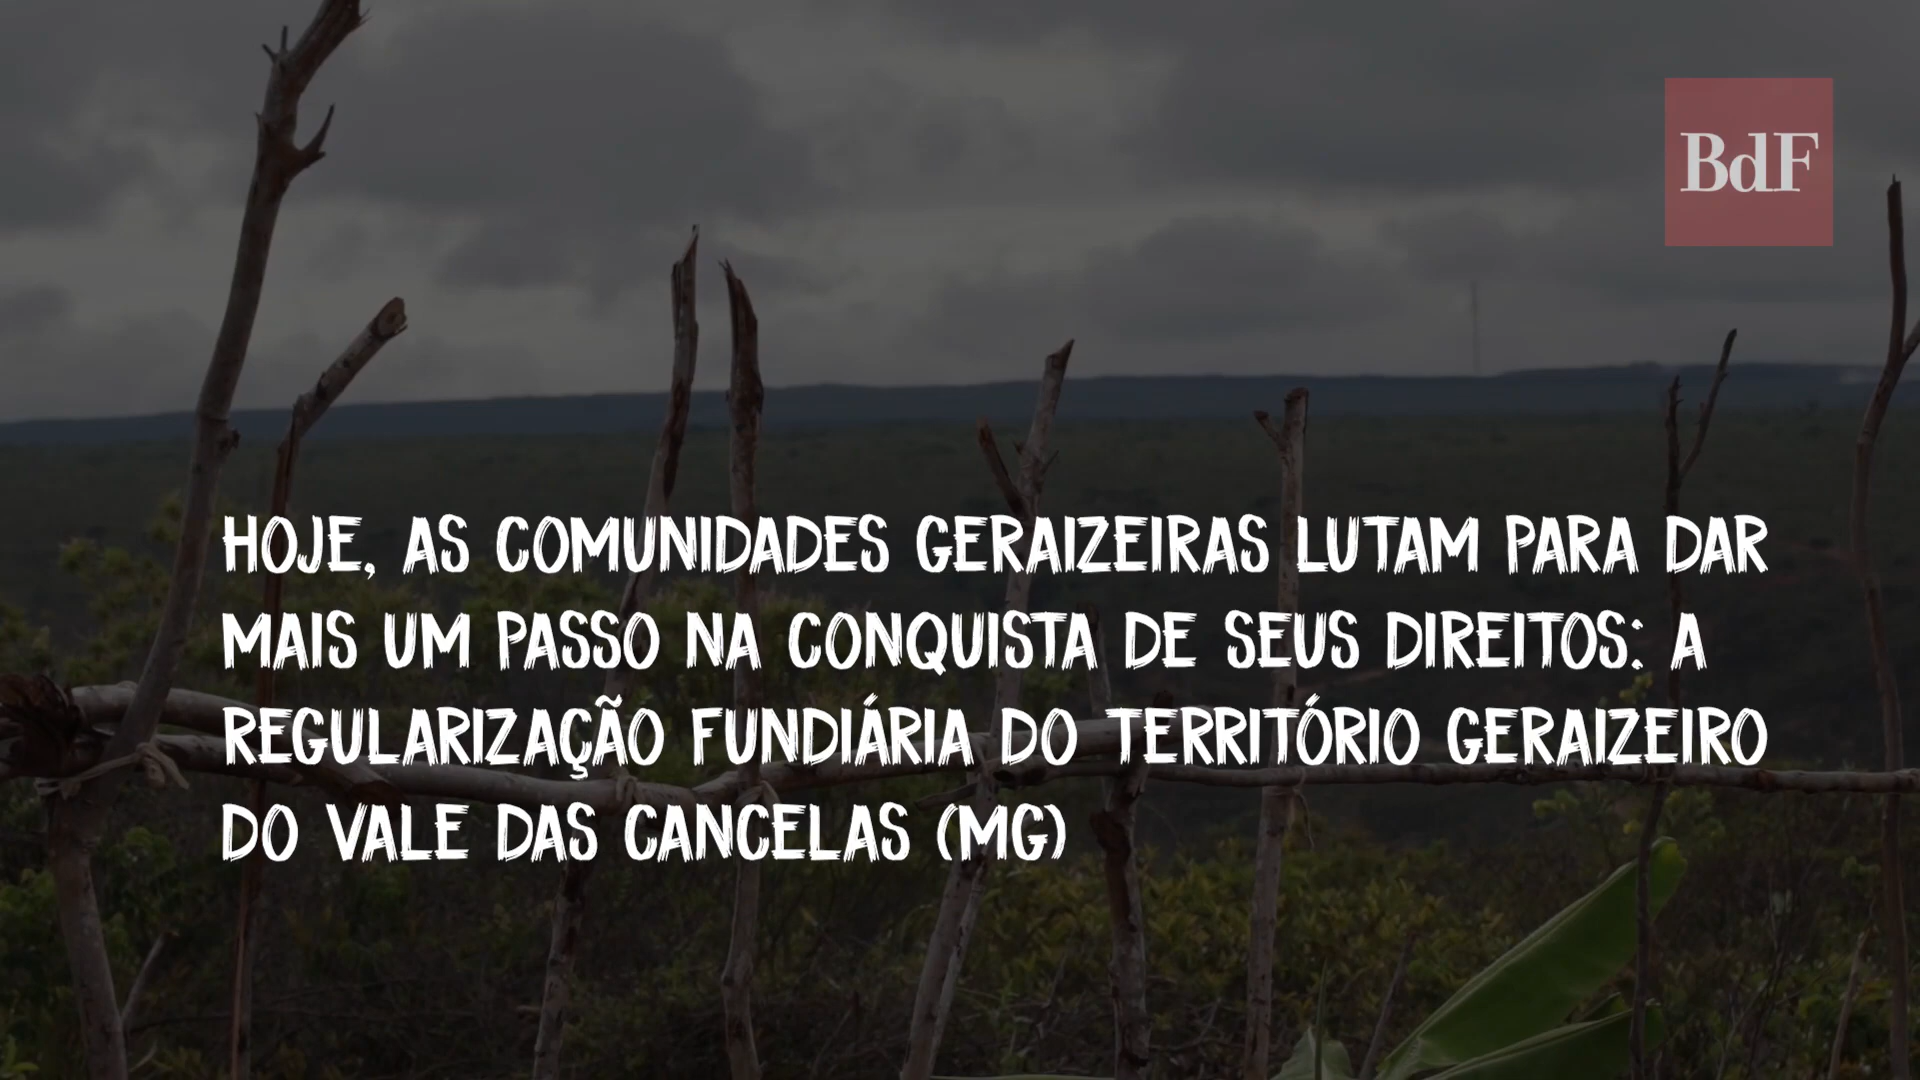 BdF
HOJE, AS COMUNIDADES GERAIZEIRAS LUTAM PARA DAR
MAIS UM PASSO NA CONQUISTA DE SEUS DIREITOS: A
REGULARIZAÇÃO FUNDIÁRIA DO TERRITÓRIO GERAIZEIRO
DO VALE DAS CANCELAS (MG)